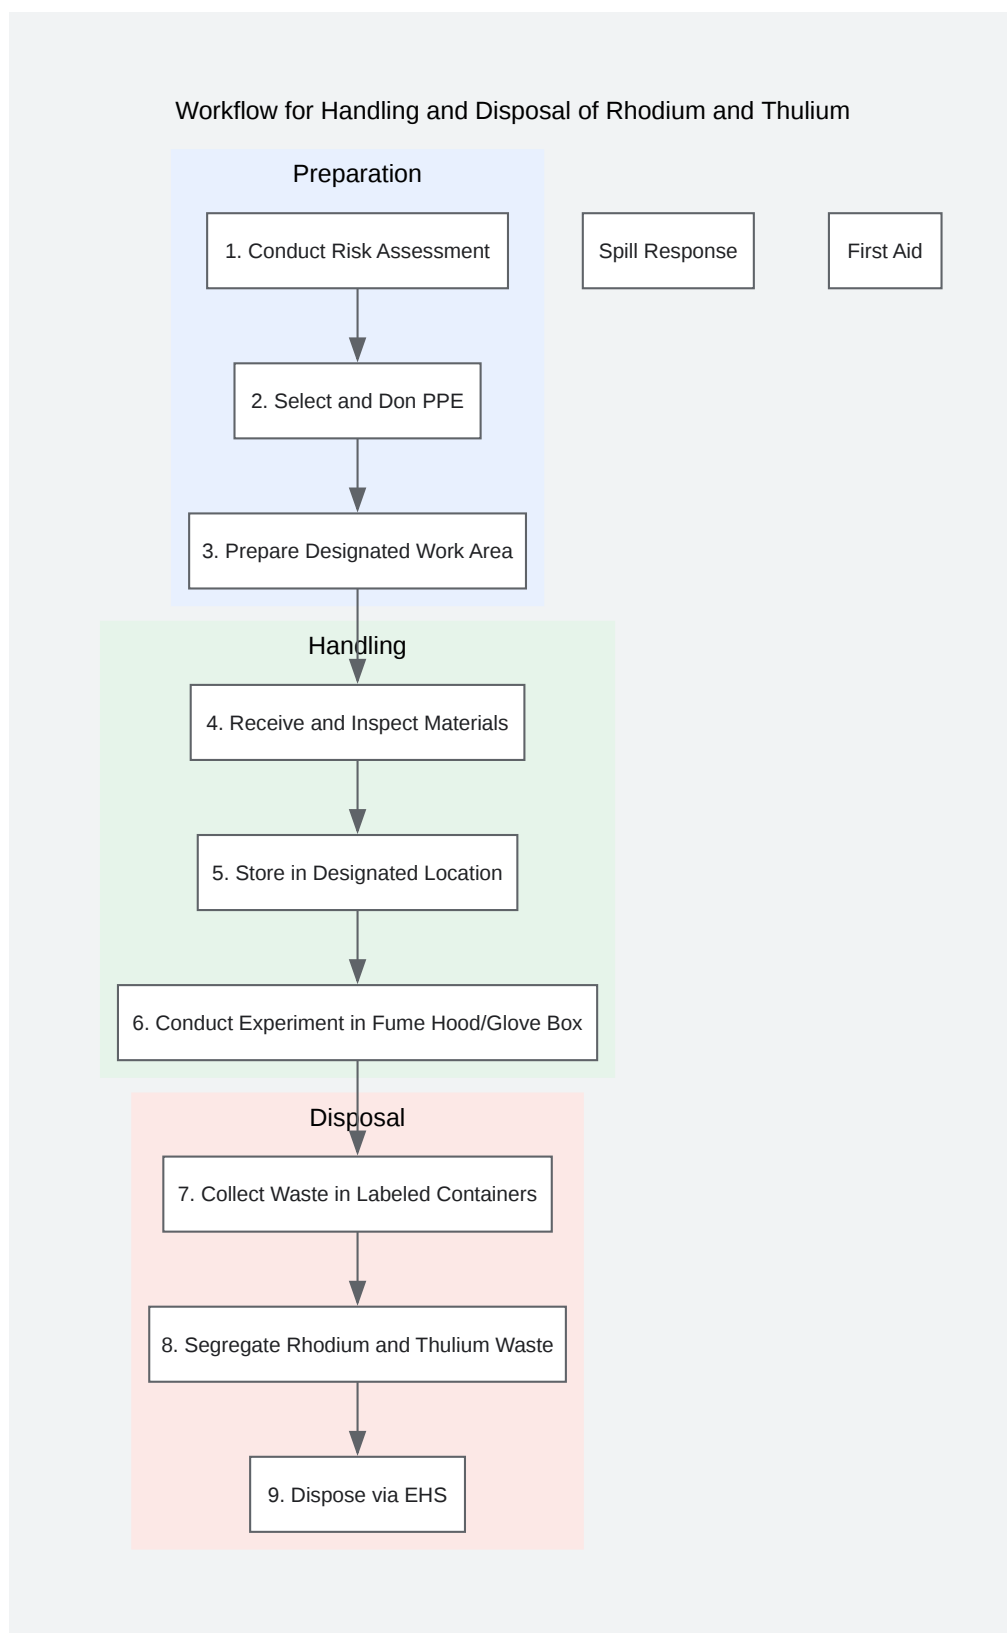 Workflow for Handling and Disposal of Rhodium and Thulium
Preparation
1. Conduct Risk Assessment
Spill Response
First Aid
2. Select and Don PPE
3. Prepare Designated Work Area
Handling
4. Receive and Inspect Materials
5. Store in Designated Location
6. Conduct Experiment in Fume Hood/Glove Box
Disposal
7. Collect Waste in Labeled Containers
8. Segregate Rhodium and Thulium Waste
9. Dispose via EHS